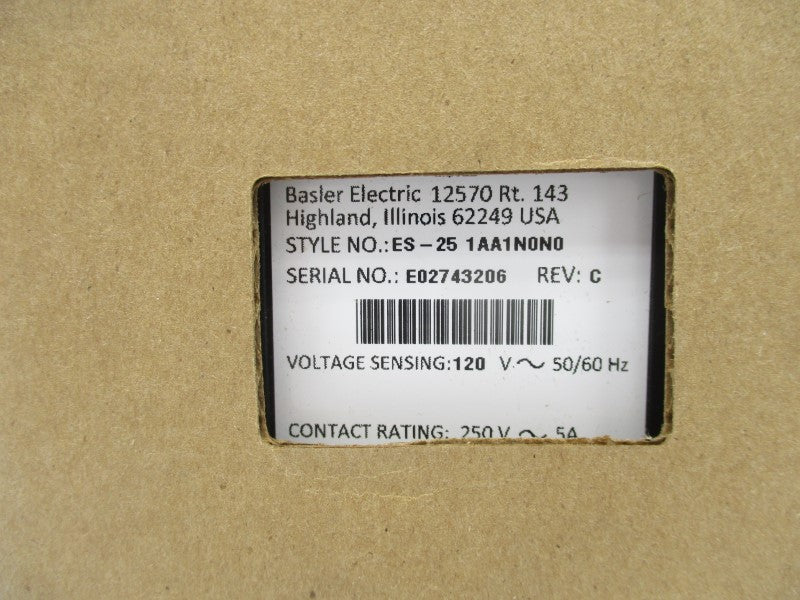 Basler Electric 12570 Rt. 143
Highland, Illinois 62249 USA
STYLE NO.: ES-25 1AA1N0N0
SERIAL NO.: E02743206 REV: C
VOLTAGE SENSING: 120 V ~ 50/60 Hz
CONTACT RATING: 250 V ~ 5A